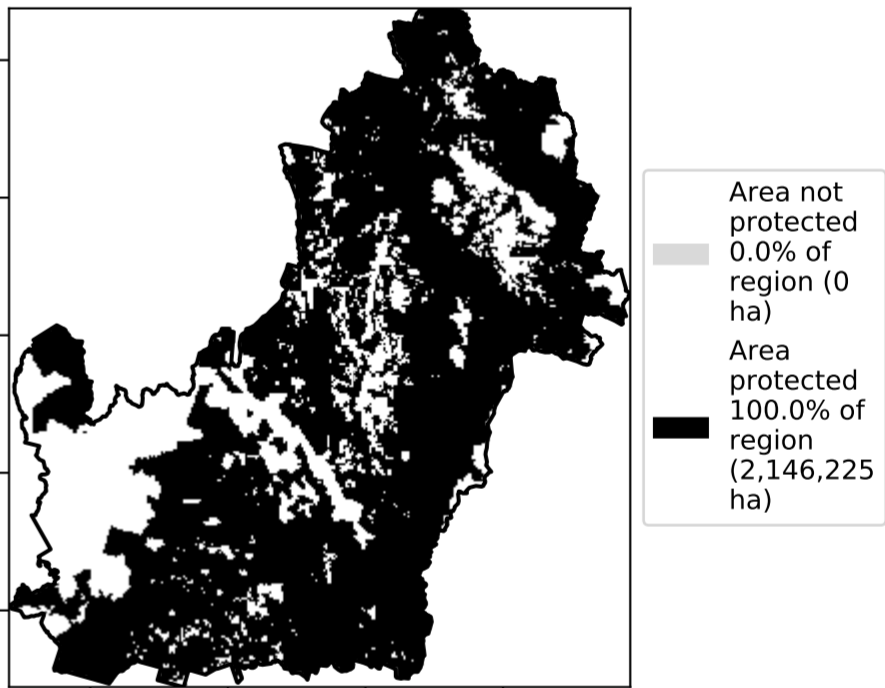 Area not
protected
0.0% of
region (0
ha)
Area
protected
100.0% of
region
(2,146,225
ha)